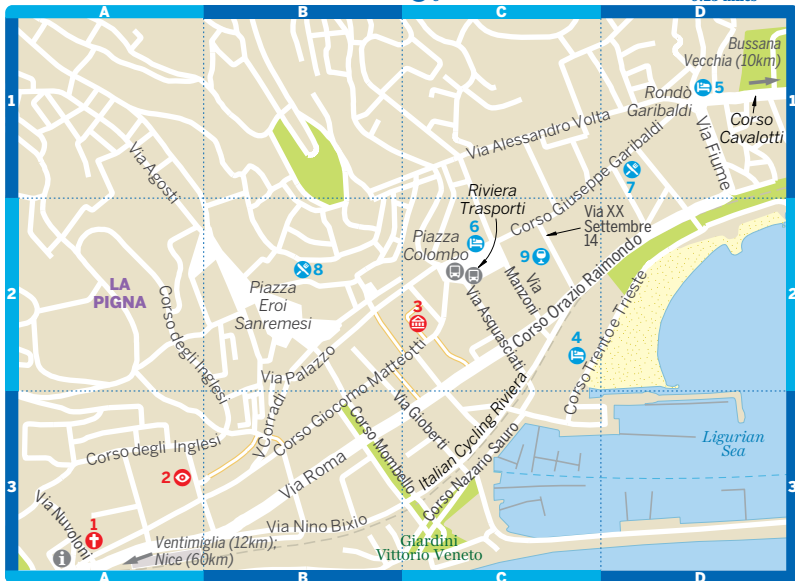 A
B
C
D
1
Bussana
Vecchia (10km)
5
Rondò
Garibaldi
Corso
Cavalotti
1
Via Alessandro Volta
Via Fiume
Corso Giuseppe Garibaldi
7
Via Agosti
Riviera
Trasporti
6
Via XX
Settembre
14
Piazza
Colombo
9
Via
Manzoni
2
LA
PIGNA
8
Piazza
Eroi
Sanremesi
3
Via Asquasciati
Corso Orazio Raimondo
4
Corso Trento e Trieste
2
Corso degli Inglesi
Via Palazzo
Corso Giocomo Matteotti
V Corradi
Via Gioberti
Italian Cycling Riviera
Corso Degli Inglesi
Corso Mombello
Corso Nazario Sauro
Ligurian
Sea
2
Via Roma
3
Via Nuvoloni
1
Via Nino Bixio
3
Ventimiglia (12km);
Nice (60km)
Giardini
Vittorio Veneto
A
B
C
D